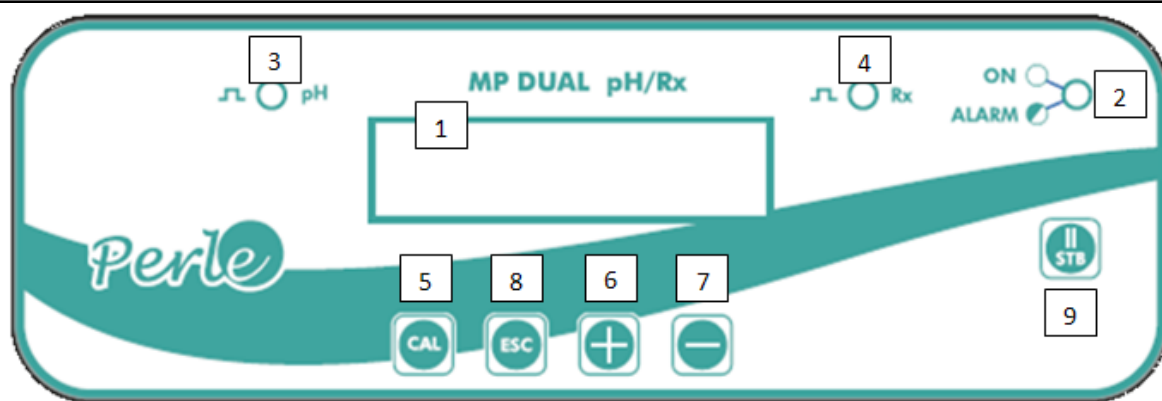 3
pH
MP DUAL pH/Rx
4
Rx
ON
ALARM
2
1
Perle
II
STB
5
8
6
7
9
CAL
ESC
+
−